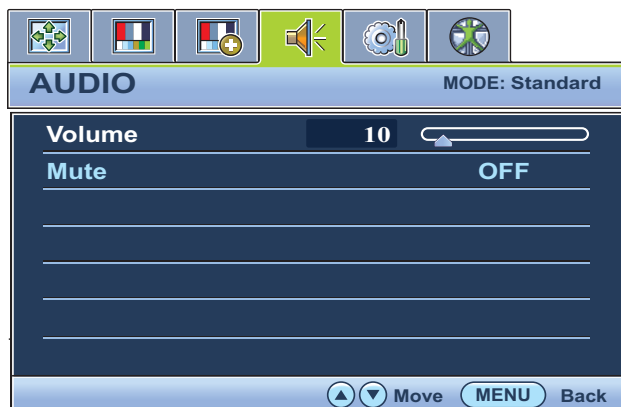 AUDIO MODE: Standard
Volume 10
Mute OFF
Move MENU Back